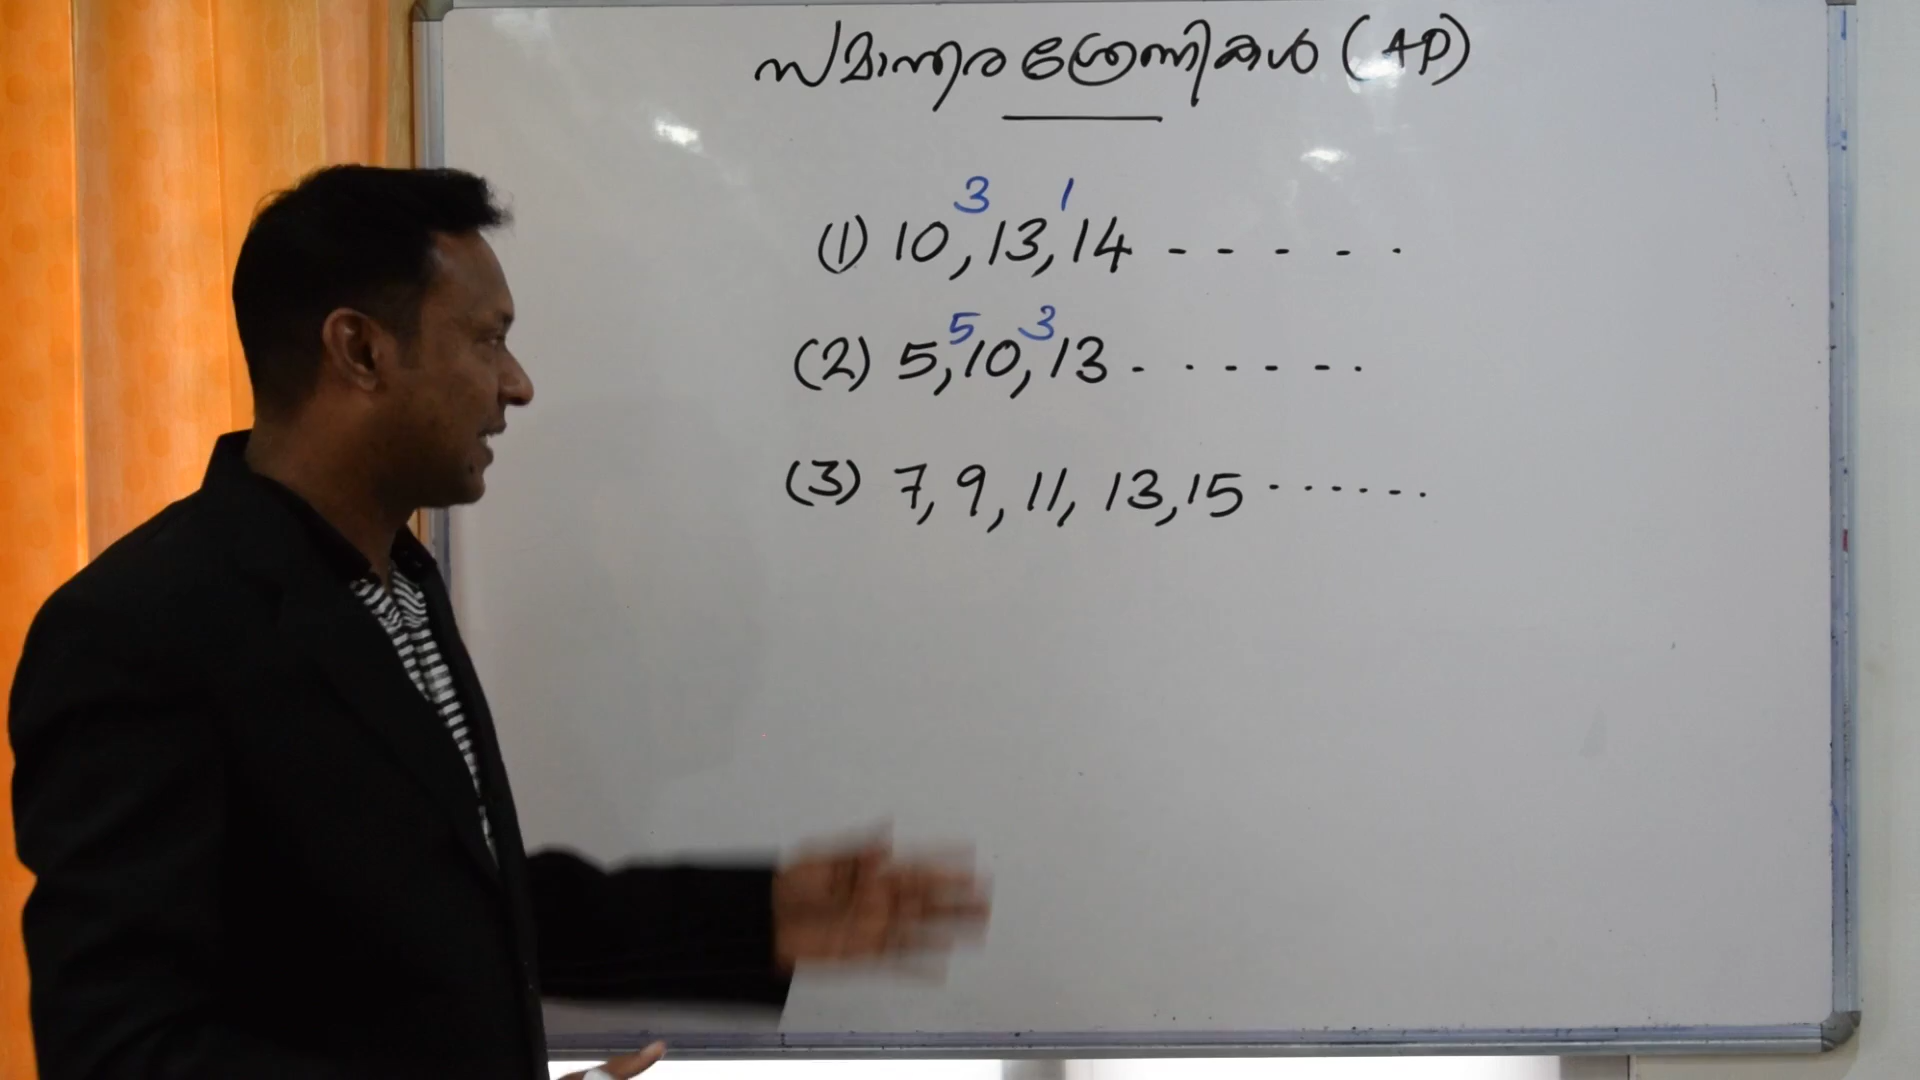 സമാന്തര ശ്രേണികൾ (AP)
3 1
(1) 10, 13, 14 - - - - - .
5 3
(2) 5, 10, 13 - . - - - - .
(3) 7, 9, 11, 13, 15 . . . . . . .